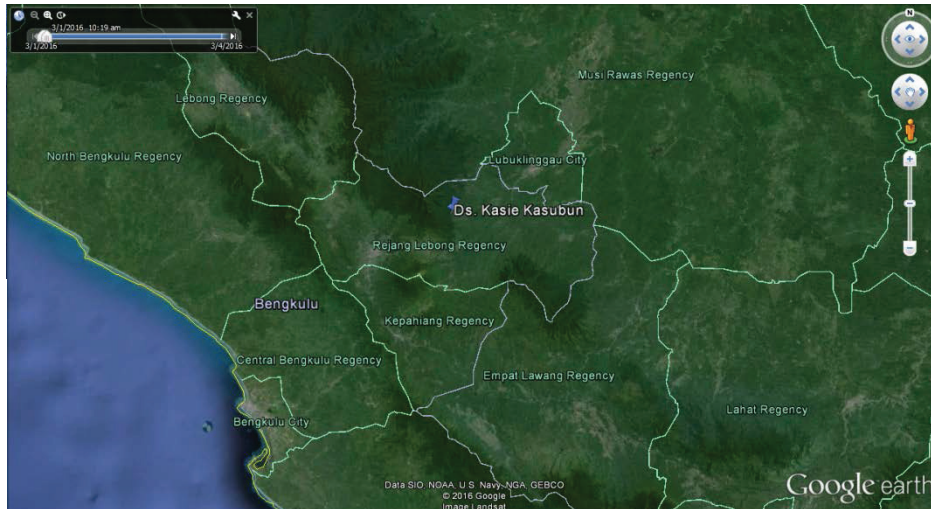 3/1/2016 10:19 am
3/1/2016 3/4/2016
N
Musi Rawas Regency
Lebong Regency
North Bengkulu Regency
Lubuklinggau City
Ds. Kasie Kasubun
Rejang Lebong Regency
Bengkulu
Kepahiang Regency
Central Bengkulu Regency
Empat Lawang Regency
Lahat Regency
Bengkulu City
Data SIO, NOAA, U.S. Navy, NGA, GEBCO
© 2016 Google
Image Landsat
Google earth